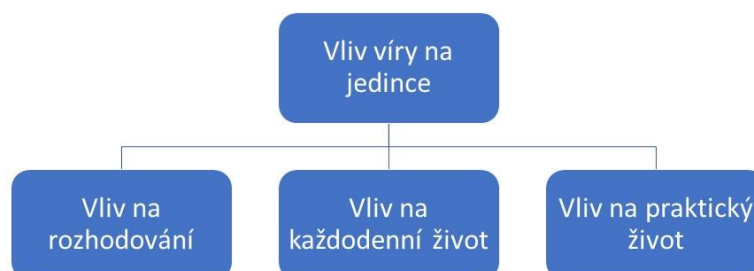 Vliv víry na
jedince
Vliv na
rozhodování
Vliv na
každodenní život
Vliv na praktický
život